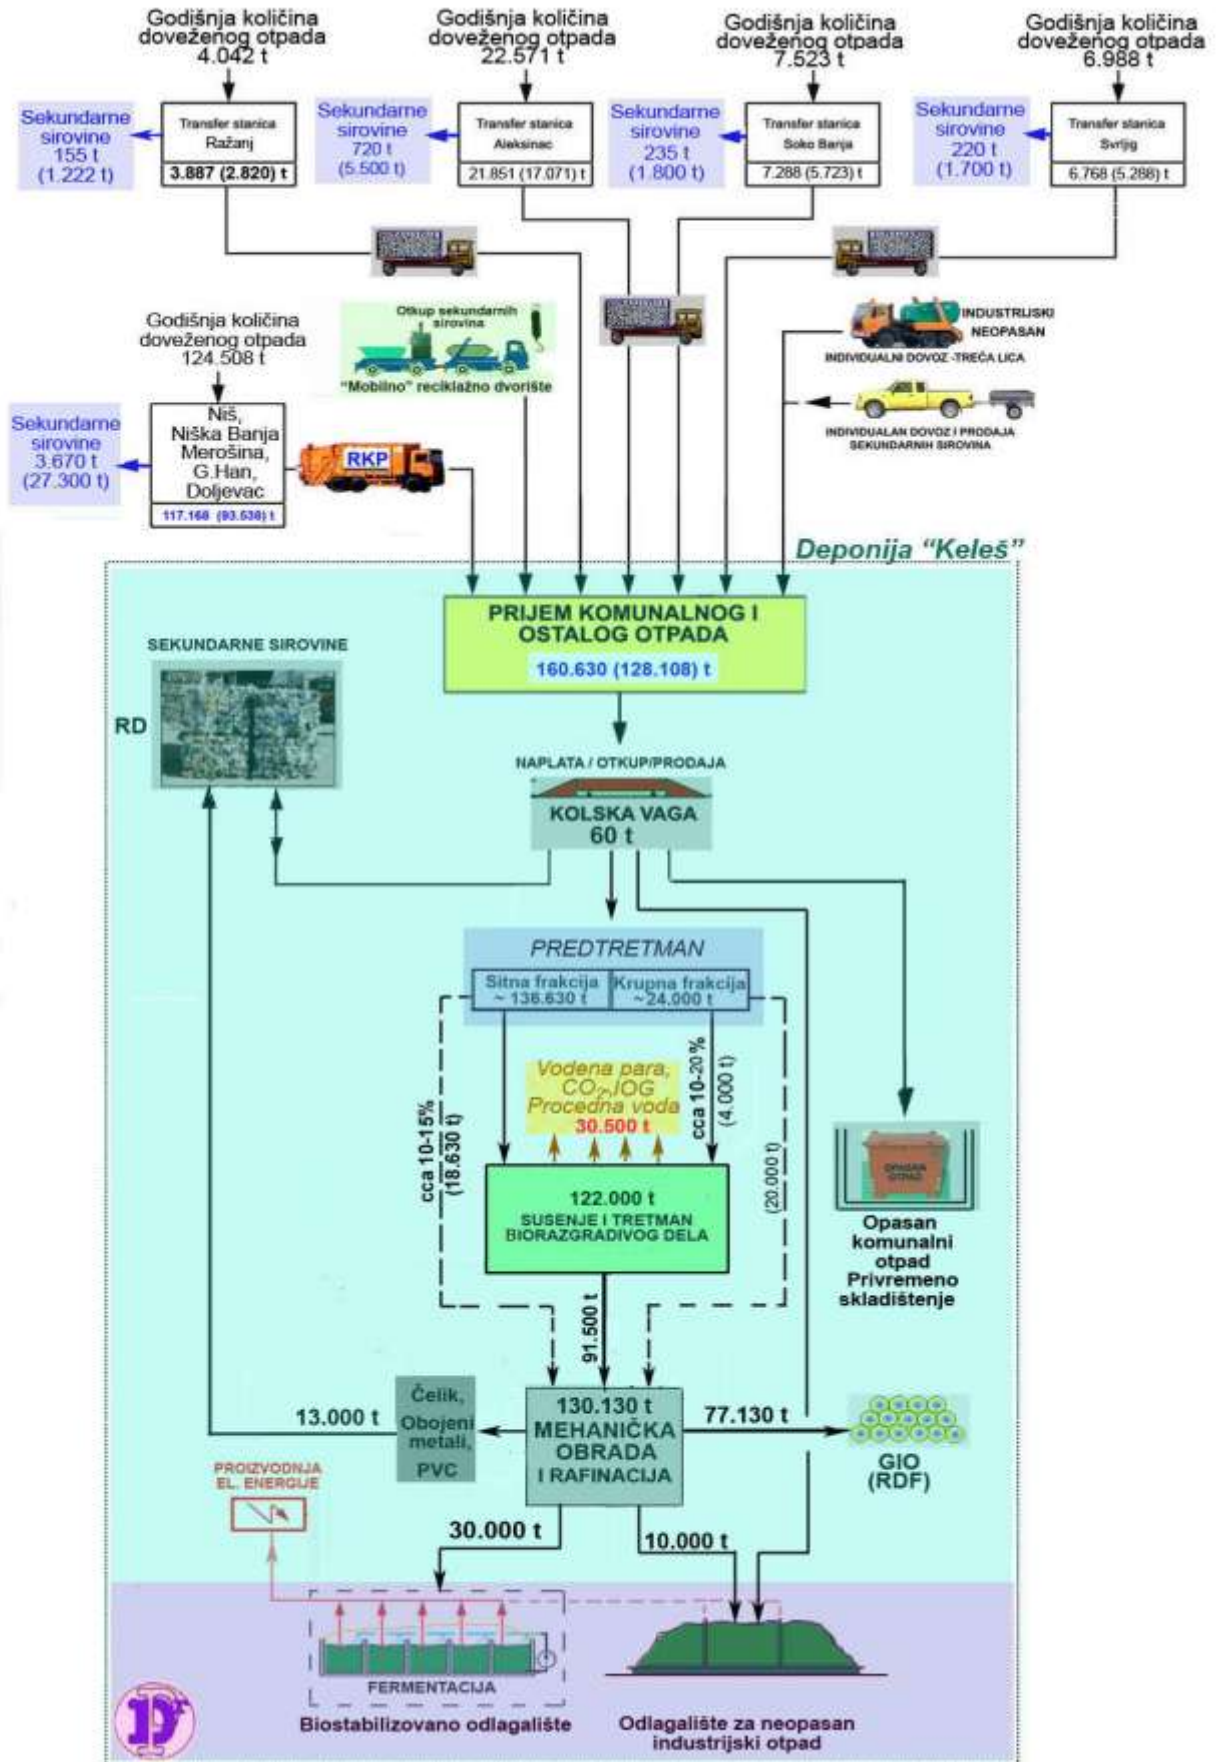 Godišnja količina
doveženog otpada
4.042 t
Godišnja količina
doveženog otpada
22.571 t
Godišnja količina
doveženog otpada
7.523 t
Godišnja količina
doveženog otpada
6.988 t
Sekundarne
sirovine
155 t
(1.222 t)
Transfer stanica
Ražanj
3.887 (2.820) t
Sekundarne
sirovine
720 t
(5.500 t)
Transfer stanica
Aleksinac
21.851 (17.071) t
Sekundarne
sirovine
235 t
(1.800 t)
Transfer stanica
Soko Banja
7.288 (5.723) t
Sekundarne
sirovine
220 t
(1.700 t)
Transfer stanica
Svrljig
6.768 (5.288) t
Godišnja količina
doveženog otpada
124.508 t
Otkup sekundarnih
sirovina
"Mobilno" reciklažno dvorište
INDUSTRIJSKI
NEOPASAN
INDIVIDUALNI DOVOZ -TREĆA LICA
INDIVIDUALAN DOVOZ I PRODAJA
SEKUNDARNIH SIROVINA
Sekundarne
sirovine
3.670 t
(27.300 t)
Niš,
Niška Banja
Merošina,
G.Han,
Doljevac
117.168 (93.538) t
RKP
Deponija "Keleš"
PRIJEM KOMUNALNOG I
OSTALOG OTPADA
160.630 (128.108) t
SEKUNDARNE SIROVINE
RD
NAPLATA / OTKUP/PRODAJA
KOLSKA VAGA
60 t
PREDTRETMAN
Sitna frakcija
~ 136.630 t
Krupna frakcija
~24.000 t
cca 10-15%
(18.630 t)
Vodena para,
CO2,IOG
Procedna voda
30.500 t
cca 10-20 %
(4.000 t)
(20.000 t)
122.000 t
SUSENJE I TRETMAN
BIORAZGRADIVOG DELA
OPASAN
OTPAD
Opasan
komunalni
otpad
Privremeno
skladištenje
91.500 t
13.000 t
Čelik,
Obojeni
metali,
PVC
130.130 t
MEHANIČKA
OBRADA
I RAFINACIJA
77.130 t
GIO
(RDF)
PROIZVODNJA
EL. ENERGIJE
30.000 t
10.000 t
FERMENTACIJA
Biostabilizovano odlagalište
Odlagalište za neopasan
industrijski otpad